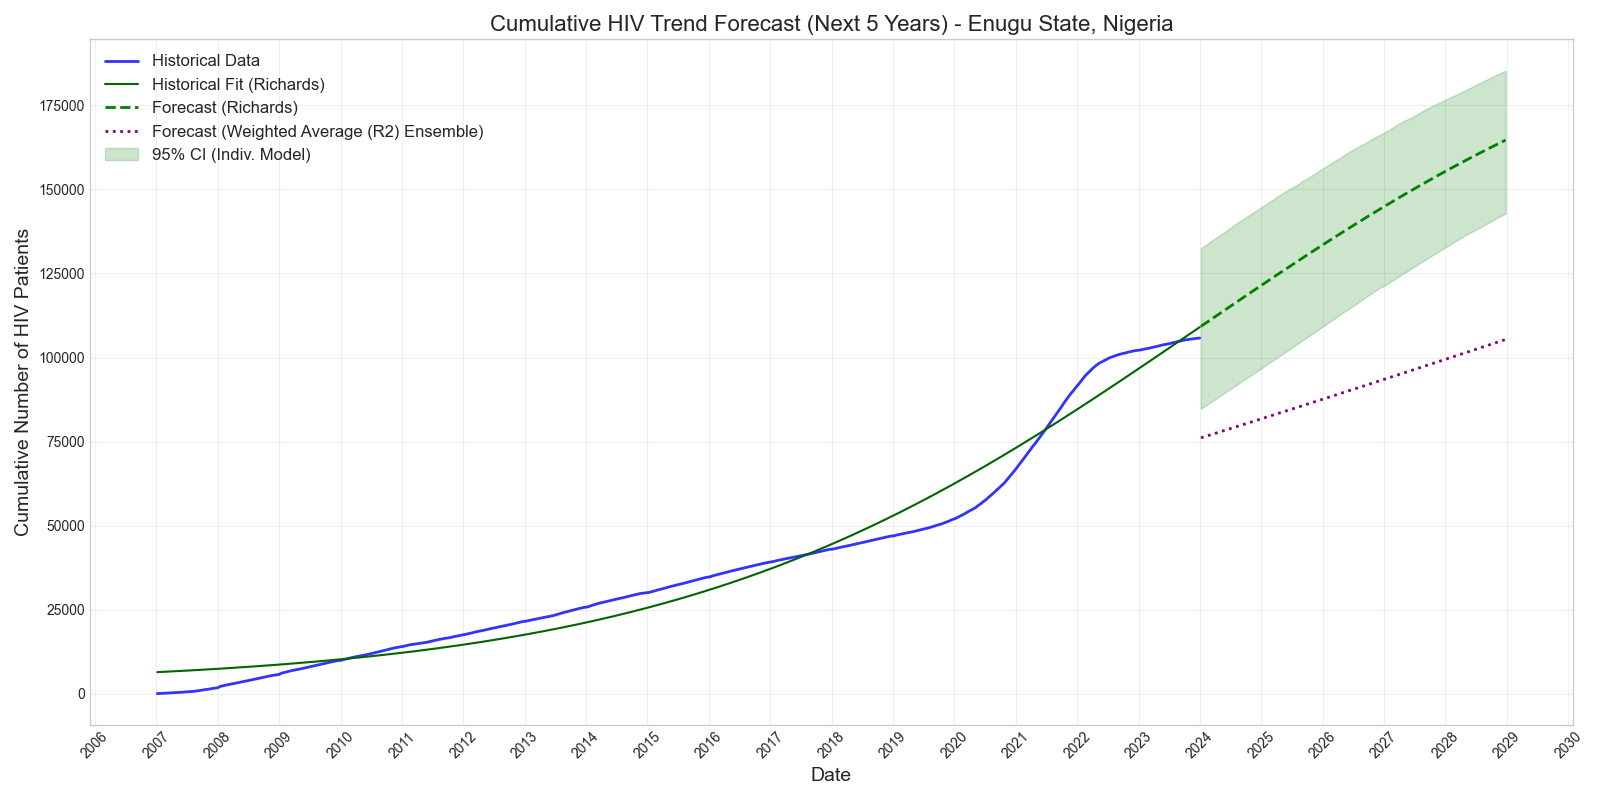 Cumulative HIV Trend Forecast (Next 5 Years) - Enugu State, Nigeria
Historical Data
Historical Fit (Richards)
Forecast (Richards)
Forecast (Weighted Average (R2) Ensemble)
95% CI (Indiv. Model)
Cumulative Number of HIV Patients
175000
150000
125000
100000
75000
50000
25000
0
2006 2007 2008 2009 2010 2011 2012 2013 2014 2015 2016 2017 2018 2019 2020 2021 2022 2023 2024 2025 2026 2027 2028 2029 2030
Date